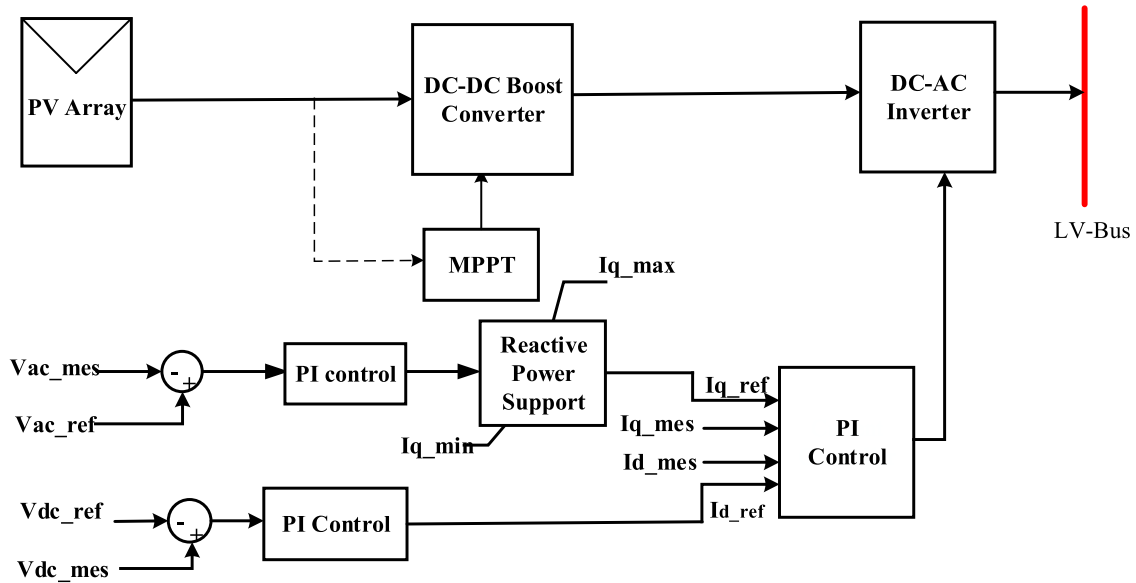 PV Array
DC-DC Boost
Converter
DC-AC
Inverter
LV-Bus
MPPT
Iq_max
Reactive
Power
Support
Vac_mes
-
+
PI control
Vac_ref
Iq_min
Iq_ref
Iq_mes
Id_mes
Id_ref
PI
Control
Vdc_ref
-
+
PI Control
Vdc_mes